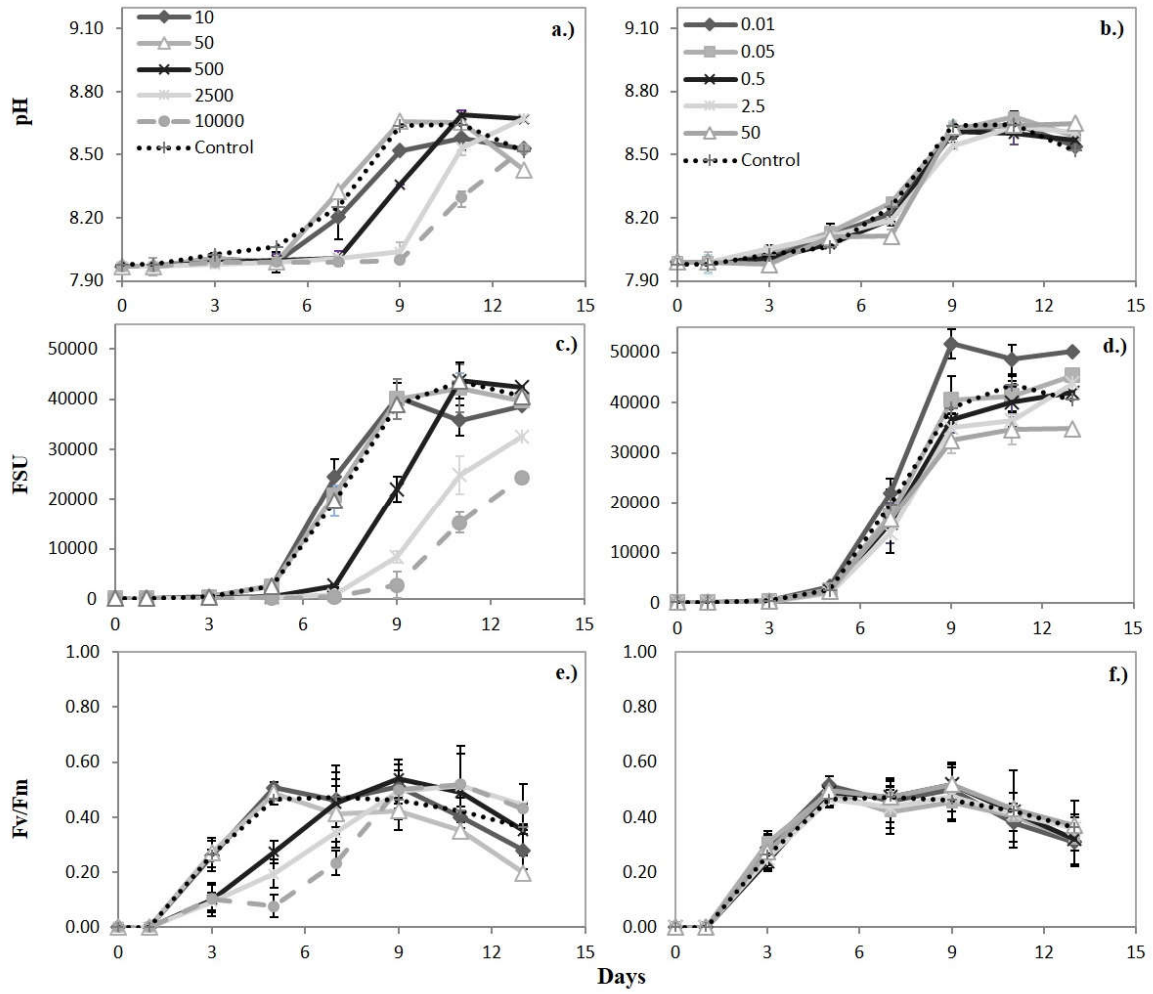 10
50
500
2500
10000
Control
a.)
pH
9.10
8.80
8.50
8.20
7.90
0 3 6 9 12 15
0.01
0.05
0.5
2.5
50
Control
b.)
9.10
8.80
8.50
8.20
7.90
0 3 6 9 12 15
c.)
FSU
50000
40000
30000
20000
10000
0
0 3 6 9 12 15
d.)
50000
40000
30000
20000
10000
0
0 3 6 9 12 15
e.)
Fv/Fm
1.00
0.80
0.60
0.40
0.20
0.00
0 3 6 9 12 15
f.)
1.00
0.80
0.60
0.40
0.20
0.00
0 3 6 9 12 15
Days